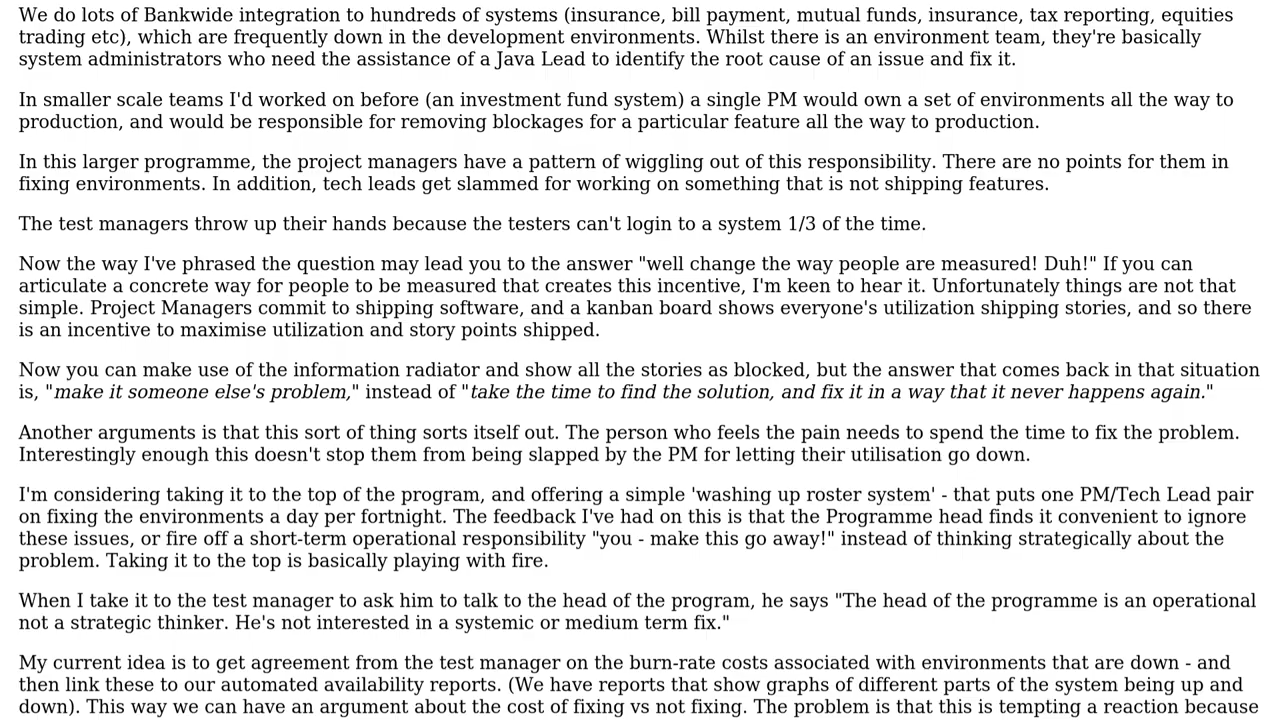 We do lots of Bankwide integration to hundreds of systems (insurance, bill payment, mutual funds, insurance, tax reporting, equities
trading etc), which are frequently down in the development environments. Whilst there is an environment team, they're basically
system administrators who need the assistance of a Java Lead to identify the root cause of an issue and fix it.
In smaller scale teams I'd worked on before (an investment fund system) a single PM would own a set of environments all the way to
production, and would be responsible for removing blockages for a particular feature all the way to production.
In this larger programme, the project managers have a pattern of wiggling out of this responsibility. There are no points for them in
fixing environments. In addition, tech leads get slammed for working on something that is not shipping features.
The test managers throw up their hands because the testers can't login to a system 1/3 of the time.
Now the way I've phrased the question may lead you to the answer "well change the way people are measured! Duh!" If you can
articulate a concrete way for people to be measured that creates this incentive, I'm keen to hear it. Unfortunately things are not that
simple. Project Managers commit to shipping software, and a kanban board shows everyone's utilization shipping stories, and so there
is an incentive to maximise utilization and story points shipped.
Now you can make use of the information radiator and show all the stories as blocked, but the answer that comes back in that situation
is, "make it someone else's problem," instead of "take the time to find the solution, and fix it in a way that it never happens again."
Another arguments is that this sort of thing sorts itself out. The person who feels the pain needs to spend the time to fix the problem.
Interestingly enough this doesn't stop them from being slapped by the PM for letting their utilisation go down.
I'm considering taking it to the top of the program, and offering a simple 'washing up roster system' - that puts one PM/Tech Lead pair
on fixing the environments a day per fortnight. The feedback I've had on this is that the Programme head finds it convenient to ignore
these issues, or fire off a short-term operational responsibility "you - make this go away!" instead of thinking strategically about the
problem. Taking it to the top is basically playing with fire.
When I take it to the test manager to ask him to talk to the head of the program, he says "The head of the programme is an operational
not a strategic thinker. He's not interested in a systemic or medium term fix."
My current idea is to get agreement from the test manager on the burn-rate costs associated with environments that are down - and
then link these to our automated availability reports. (We have reports that show graphs of different parts of the system being up and
down). This way we can have an argument about the cost of fixing vs not fixing. The problem is that this is tempting a reaction because